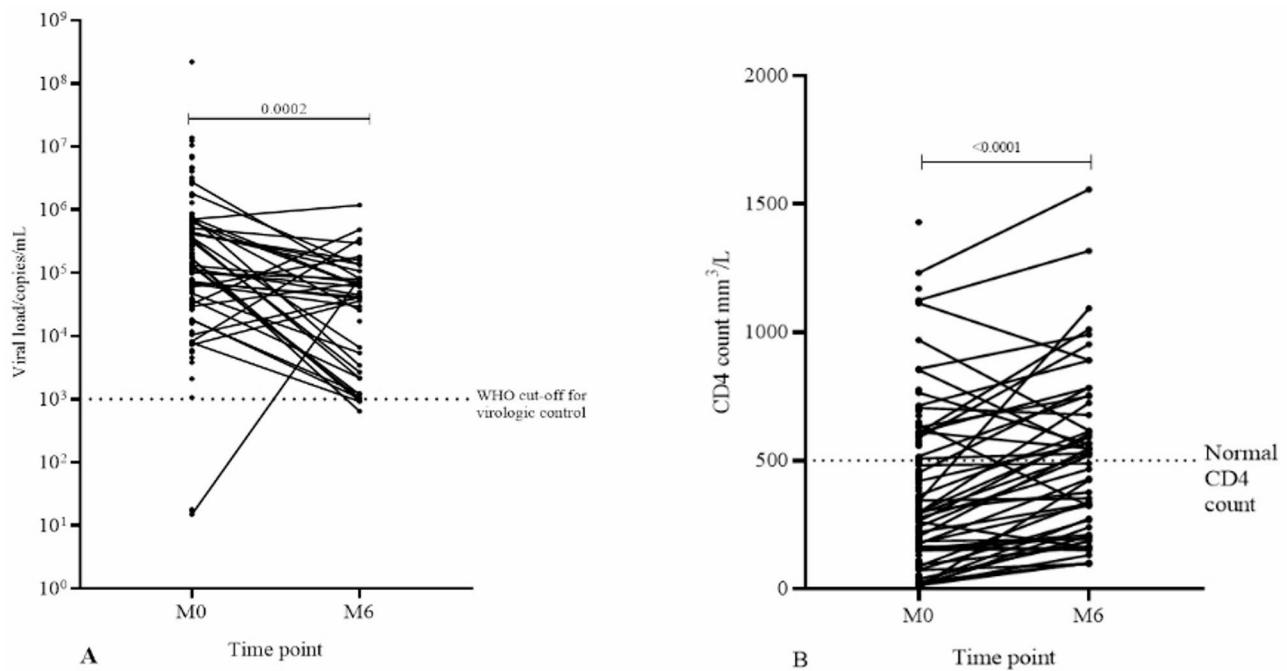 10⁹
10⁸
10⁷
10⁶
10⁵
10⁴
10³
10²
10¹
10⁰
Viral load/copies/mL
0.0002
WHO cut-off for
virologic control
M0 M6
Time point
A
2000
1500
1000
500
0
CD4 count mm³/L
<0.0001
Normal
CD4
count
M0 M6
Time point
B